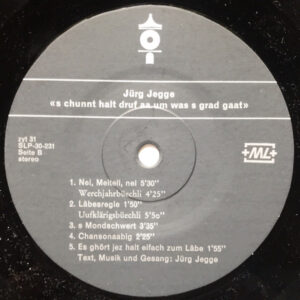 Jürg Jegge
«s chunnt halt druf aa um was s grad gaat»
zyt 31
SLP-30-231
Seite B
stereo
+ML+
1. Nei, Meiteli, nei 5'30"
Werchjahrbüechli 4'25"
2. Läbesregle 1'50"
Uufklärigsbüechli 5'50"
3. s Mondschwert 3'35"
4. Chansonaabig 2'25"
5. Es ghört jez halt eifach zum Läbe 1'55"
Text, Musik und Gesang: Jürg Jegge